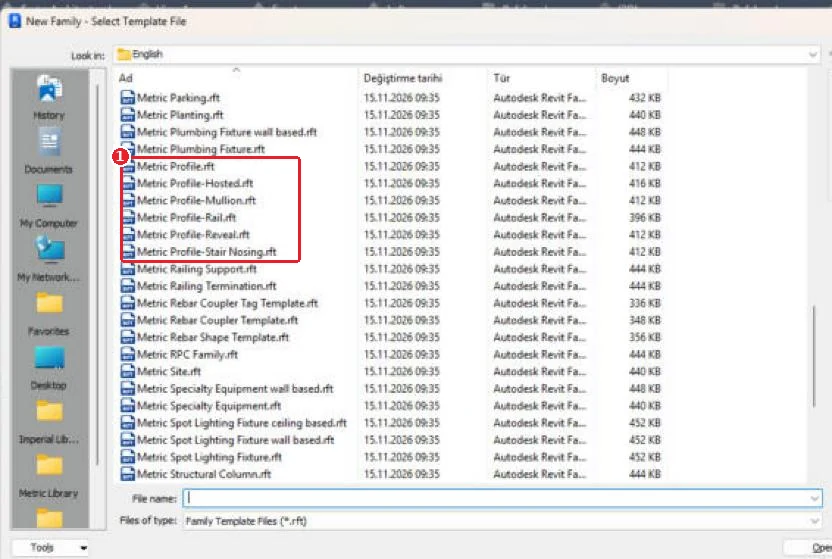 New Family - Select Template File
Look in: English
Ad Değiştirme tarihi Tür Boyut
Metric Parking.rft 15.11.2026 09:35 Autodesk Revit Fa... 432 KB
Metric Planting.rft 15.11.2026 09:35 Autodesk Revit Fa... 440 KB
Metric Plumbing Fixture wall based.rft 15.11.2026 09:35 Autodesk Revit Fa... 448 KB
Metric Plumbing Fixture.rft 15.11.2026 09:35 Autodesk Revit Fa... 444 KB
1
Metric Profile.rft 15.11.2026 09:35 Autodesk Revit Fa... 412 KB
Metric Profile-Hosted.rft 15.11.2026 09:35 Autodesk Revit Fa... 416 KB
Metric Profile-Mullion.rft 15.11.2026 09:35 Autodesk Revit Fa... 412 KB
Metric Profile-Rail.rft 15.11.2026 09:35 Autodesk Revit Fa... 396 KB
Metric Profile-Reveal.rft 15.11.2026 09:35 Autodesk Revit Fa... 412 KB
Metric Profile-Stair Nosing.rft 15.11.2026 09:35 Autodesk Revit Fa... 412 KB
Metric Railing Support.rft 15.11.2026 09:35 Autodesk Revit Fa... 444 KB
Metric Railing Termination.rft 15.11.2026 09:35 Autodesk Revit Fa... 444 KB
Metric Rebar Coupler Tag Template.rft 15.11.2026 09:35 Autodesk Revit Fa... 336 KB
Metric Rebar Coupler Template.rft 15.11.2026 09:35 Autodesk Revit Fa... 348 KB
Metric Rebar Shape Template.rft 15.11.2026 09:35 Autodesk Revit Fa... 356 KB
Metric RPC Family.rft 15.11.2026 09:35 Autodesk Revit Fa... 444 KB
Metric Site.rft 15.11.2026 09:35 Autodesk Revit Fa... 440 KB
Metric Specialty Equipment wall based.rft 15.11.2026 09:35 Autodesk Revit Fa... 448 KB
Metric Specialty Equipment.rft 15.11.2026 09:35 Autodesk Revit Fa... 440 KB
Metric Spot Lighting Fixture ceiling based.rft 15.11.2026 09:35 Autodesk Revit Fa... 452 KB
Metric Spot Lighting Fixture wall based.rft 15.11.2026 09:35 Autodesk Revit Fa... 452 KB
Metric Spot Lighting Fixture.rft 15.11.2026 09:35 Autodesk Revit Fa... 452 KB
Metric Structural Column.rft 15.11.2026 09:35 Autodesk Revit Fa... 444 KB
History
Documents
My Computer
My Network...
Favorites
Desktop
Imperial Lib...
Metric Library
File name:
Files of type: Family Template Files (*.rft)
Tools